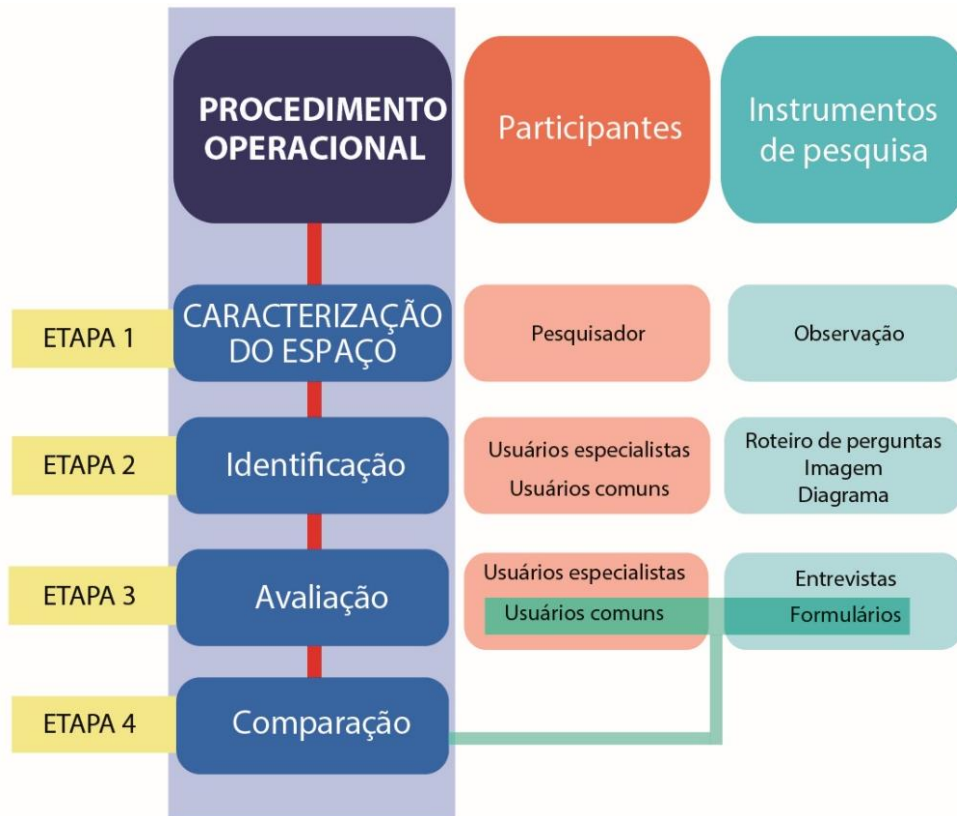 PROCEDIMENTO
OPERACIONAL
Participantes
Instrumentos
de pesquisa
ETAPA 1
CARACTERIZAÇÃO
DO ESPAÇO
Pesquisador
Observação
ETAPA 2
Identificação
Usuários especialistas
Usuários comuns
Roteiro de perguntas
Imagem
Diagrama
ETAPA 3
Avaliação
Usuários especialistas
Usuários comuns
Entrevistas
Formulários
ETAPA 4
Comparação